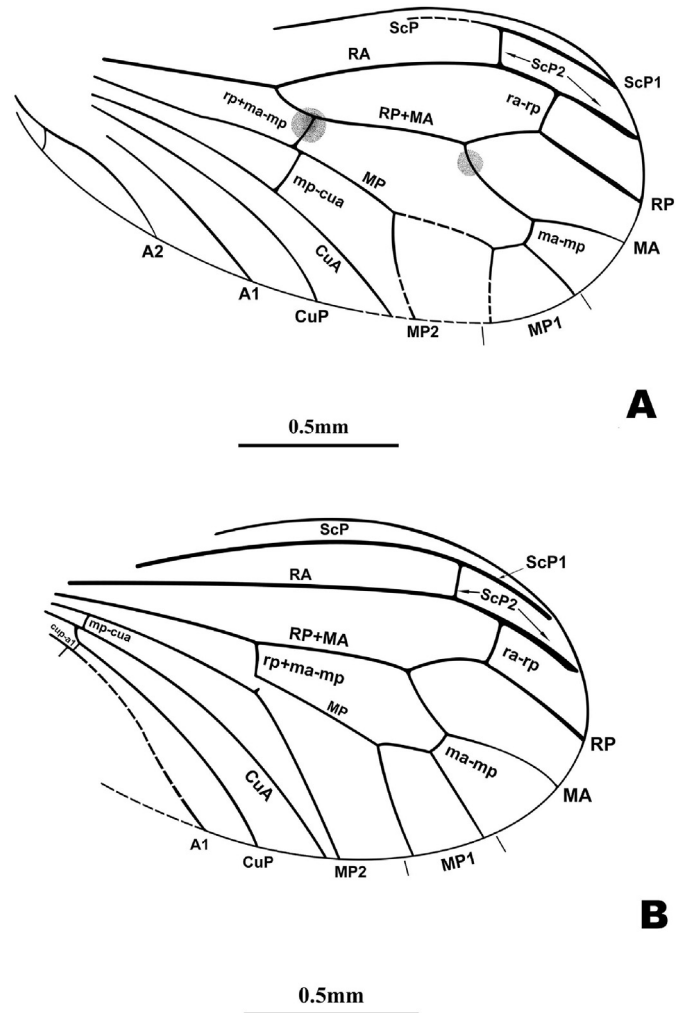 ScP
RA
ScP2
ScP1
rp+ma-mp
RP+MA
ra-rp
MP
mp-cua
RP
CuA
ma-mp
MA
A2
A1
CuP
MP2
MP1
A
0.5mm
ScP
ScP1
RA
ScP2
cup-a1
mp-cua
RP+MA
rp+ma-mp
ra-rp
MP
RP
ma-mp
CuA
MA
A1
CuP
MP2
MP1
B
0.5mm